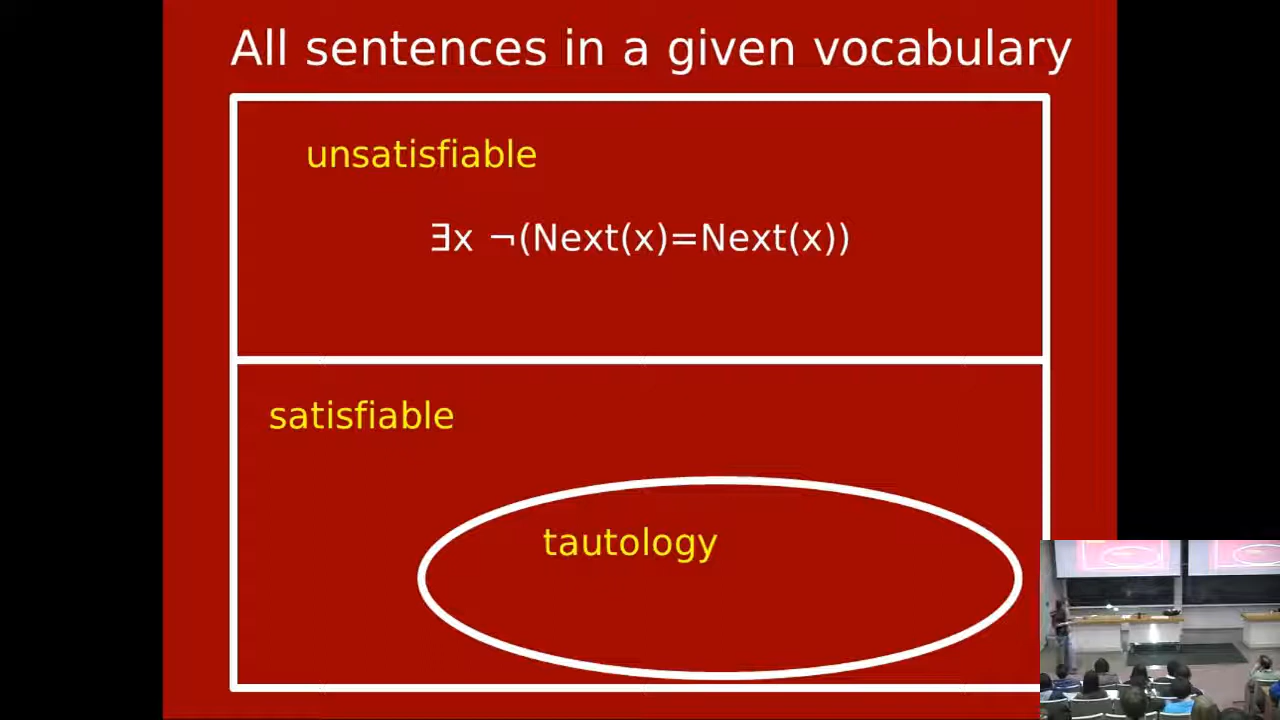 All sentences in a given vocabulary
unsatisfiable
∃x ¬(Next(x)=Next(x))
satisfiable
tautology